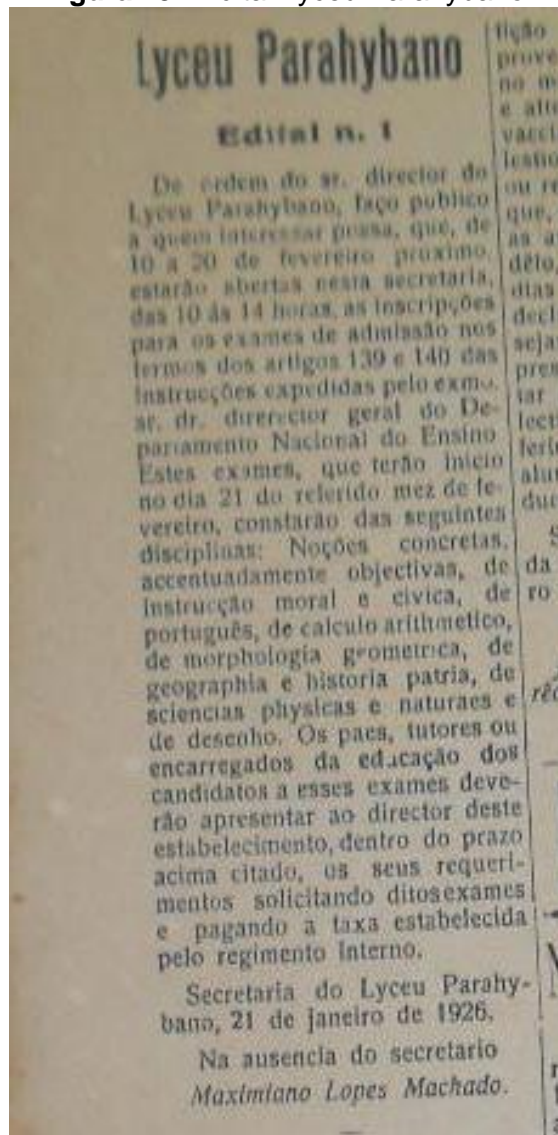 Lyceu Parahybano
Edital n. 1
De ordem do sr. director do
Lyceu Parahybano, faço publico
a quem interessar possa, que, de
10 a 20 de fevereiro proximo,
estarão abertas nesta secretaria,
das 10 ás 14 horas, as inscripções
para os exames de admissão nos
termos dos artigos 139 e 140 das
instrucções expedidas pelo exmo.
sr. dr. direrector geral do De-
partamento Nacional do Ensino
Estes exames, que terão inicio
no dia 21 do referido mez de fe-
vereiro, constarão das seguintes
disciplinas: Noções concretas,
accentuadamente objectivas, de
instrucção moral e civica, de
português, de calculo arithmetico,
de morphologia geometrica, de
geographia e historia patria, de
sciencias physicas e naturaes e
de desenho. Os paes, tutores ou
encarregados da educação dos
candidatos a esses exames deve-
rão apresentar ao director deste
estabelecimento, dentro do prazo
acima citado, os seus requeri-
mentos solicitando ditosexames
e pagando a taxa estabelecida
pelo regimento interno.
Secretaria do Lyceu Parahy-
bano, 21 de janeiro de 1926.
Na ausencia do secretario
Maximiano Lopes Machado.